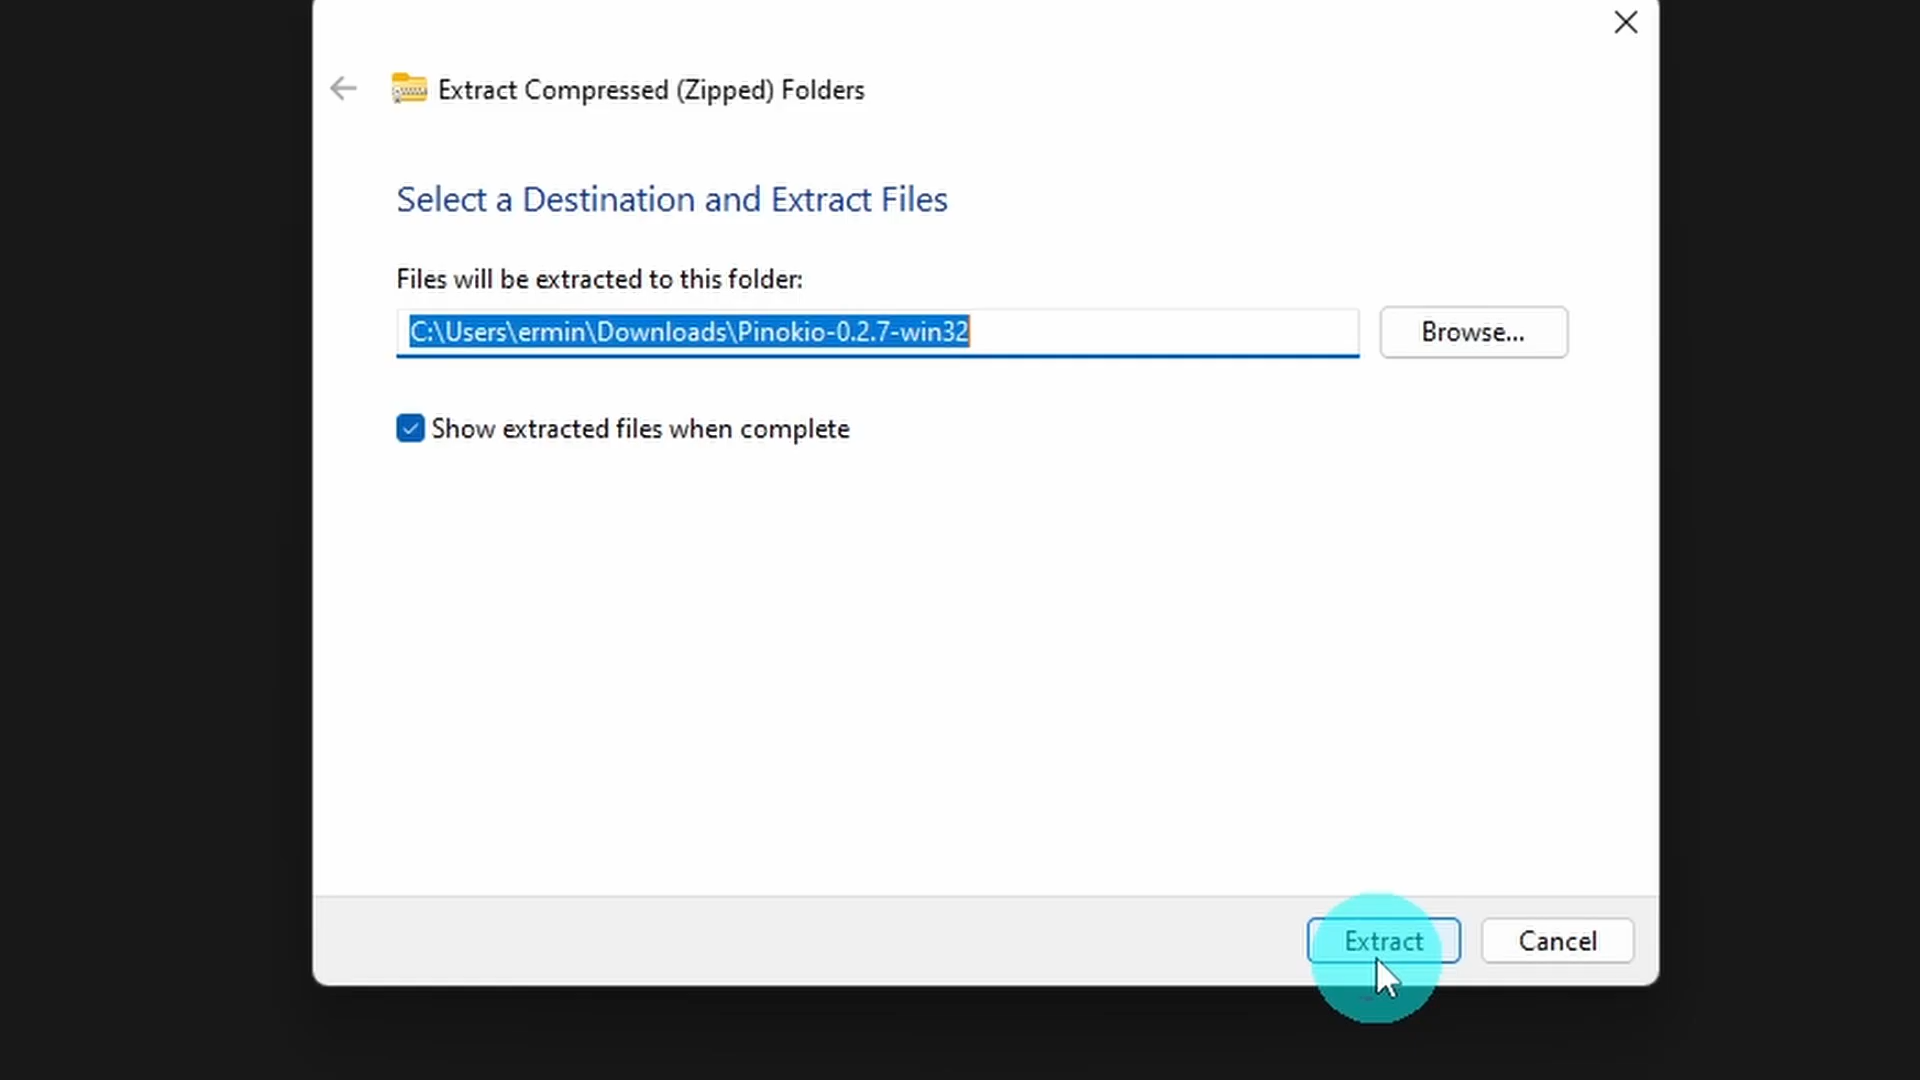 Extract Compressed (Zipped) Folders
Select a Destination and Extract Files
Files will be extracted to this folder:
C:\Users\ermin\Downloads\Pinokio-0.2.7-win32
Browse...
Show extracted files when complete
Extract
Cancel